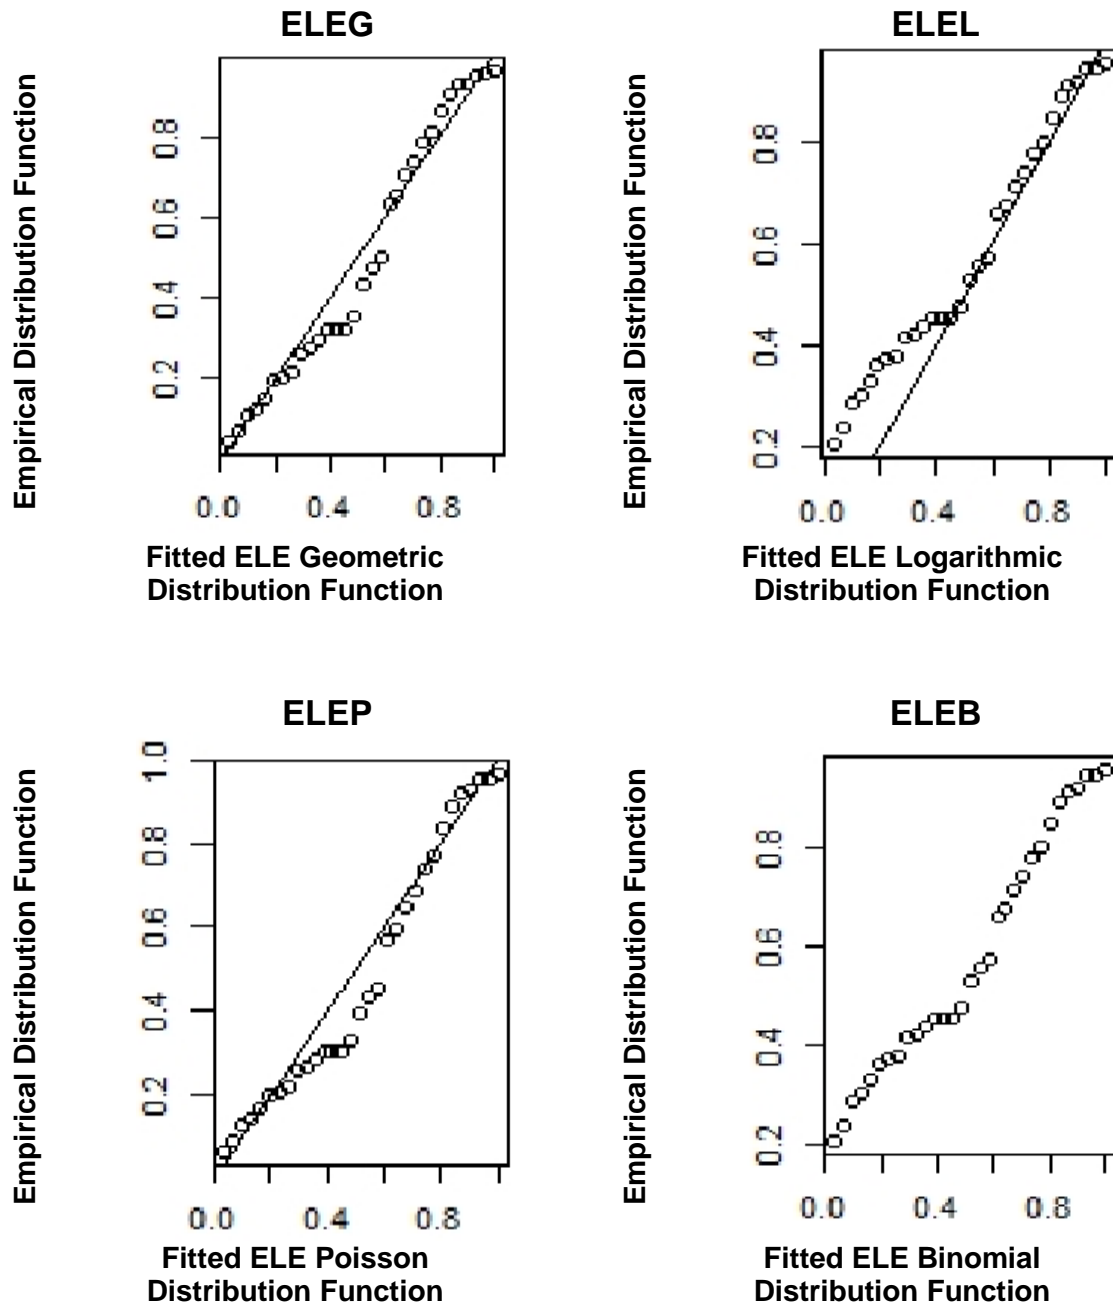 ELEG
Empirical Distribution Function
0.8
0.6
0.4
0.2
0.0 0.4 0.8
Fitted ELE Geometric
Distribution Function
ELEL
Empirical Distribution Function
0.8
0.6
0.4
0.2
0.0 0.4 0.8
Fitted ELE Logarithmic
Distribution Function
ELEP
Empirical Distribution Function
1.0
0.8
0.6
0.4
0.2
0.0 0.4 0.8
Fitted ELE Poisson
Distribution Function
ELEB
Empirical Distribution Function
0.8
0.6
0.4
0.2
0.0 0.4 0.8
Fitted ELE Binomial
Distribution Function